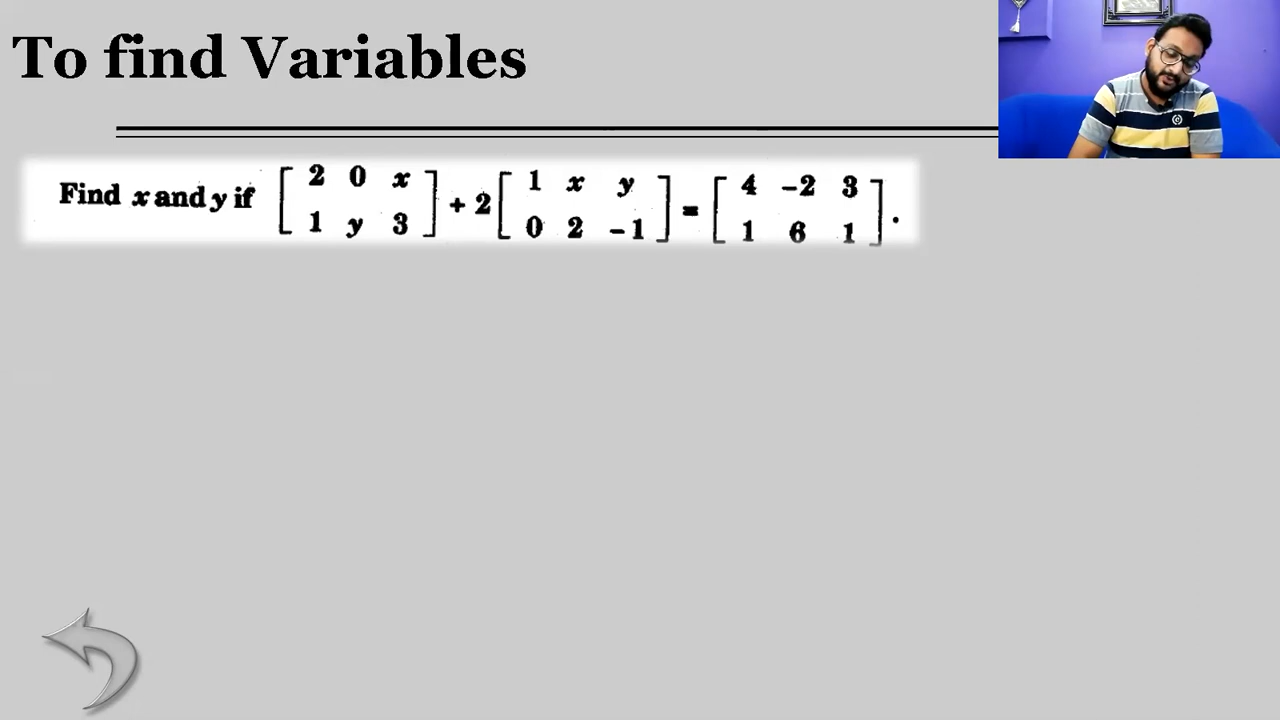 To find Variables
Find x and y if [ 2 0 x ; 1 y 3 ] + 2 [ 1 x y ; 0 2 -1 ] = [ 4 -2 3 ; 1 6 1 ] .